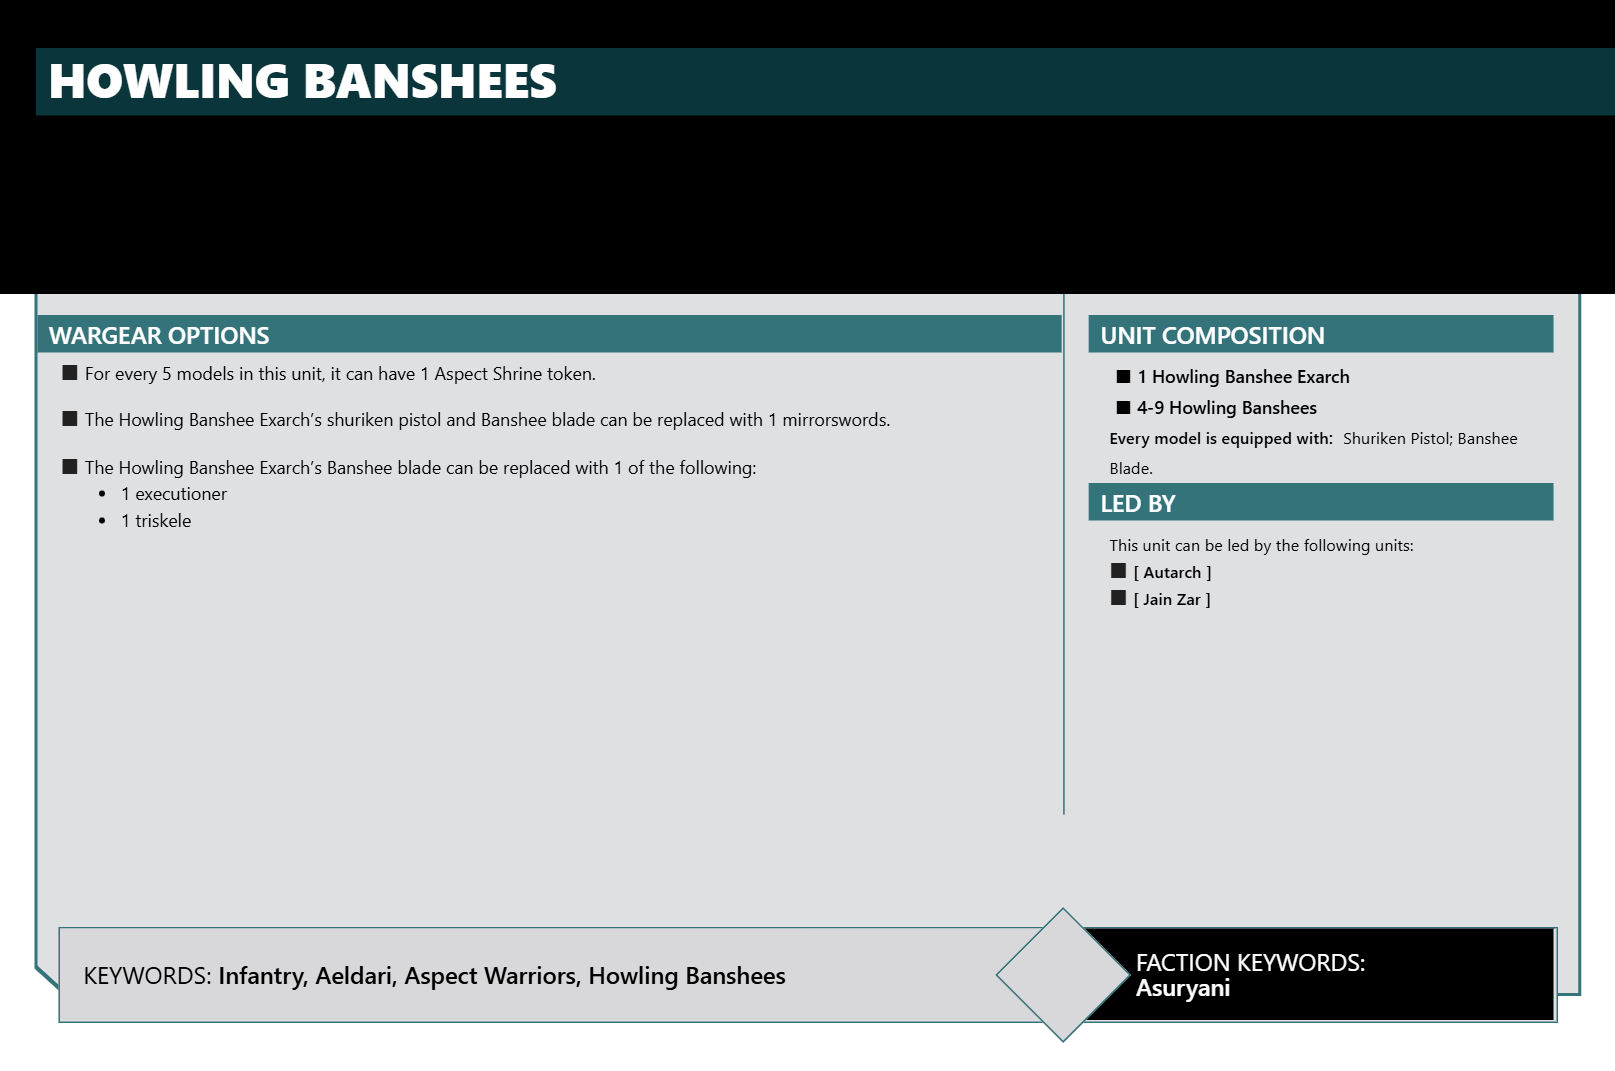 HOWLING BANSHEES
WARGEAR OPTIONS
■ For every 5 models in this unit, it can have 1 Aspect Shrine token.
■ The Howling Banshee Exarch’s shuriken pistol and Banshee blade can be replaced with 1 mirrorswords.
■ The Howling Banshee Exarch’s Banshee blade can be replaced with 1 of the following:
• 1 executioner
• 1 triskele
UNIT COMPOSITION
■ 1 Howling Banshee Exarch
■ 4-9 Howling Banshees
Every model is equipped with: Shuriken Pistol; Banshee
Blade.
LED BY
This unit can be led by the following units:
■ [ Autarch ]
■ [ Jain Zar ]
KEYWORDS: Infantry, Aeldari, Aspect Warriors, Howling Banshees
FACTION KEYWORDS:
Asuryani